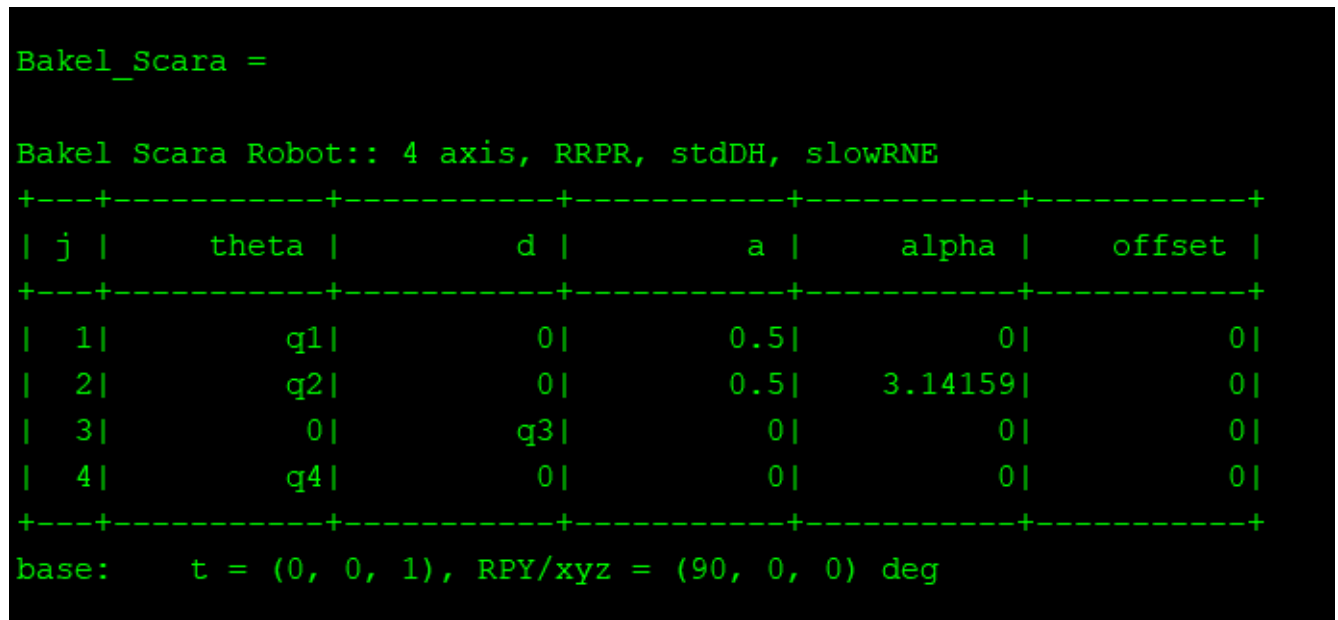 Bakel_Scara =
Bakel Scara Robot:: 4 axis, RRPR, stdDH, slowRNE
+---+-----------+-----------+-----------+-----------+-----------+
| j |     theta |         d |         a |     alpha |    offset |
+---+-----------+-----------+-----------+-----------+-----------+
|  1|         q1|          0|        0.5|          0|          0|
|  2|         q2|          0|        0.5|    3.14159|          0|
|  3|          0|         q3|          0|          0|          0|
|  4|         q4|          0|          0|          0|          0|
+---+-----------+-----------+-----------+-----------+-----------+
base:    t = (0, 0, 1), RPY/xyz = (90, 0, 0) deg